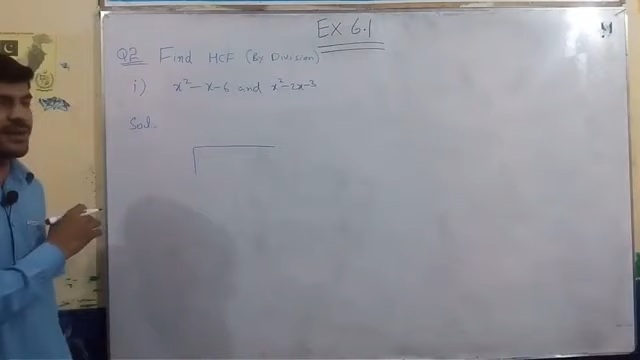 EX 6.1
Q2 Find HCF (By Division)
i) x²-x-6 and x²-2x-3
Sol.